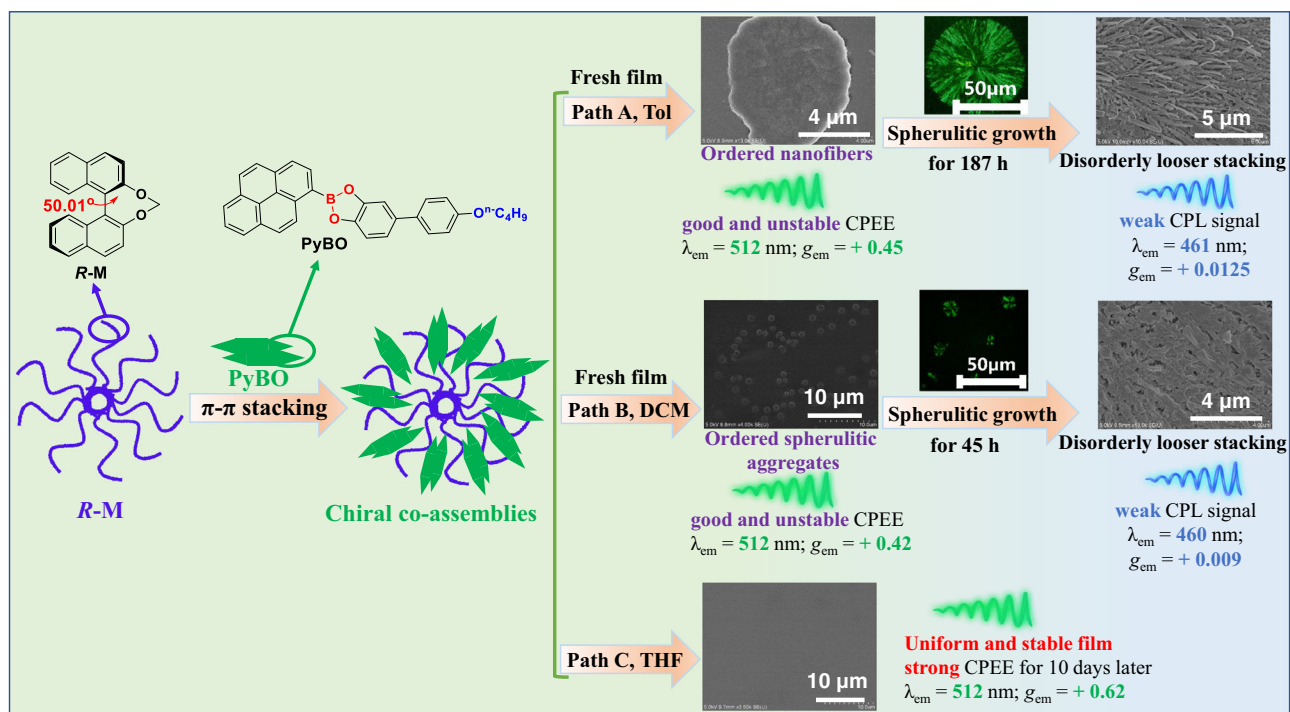 50.01º
O
O
R-M
R-M
O
B
O
Oⁿ⁻C₄H₉
PyBO
PyBO
π-π stacking
Chiral co-assemblies
Fresh film
Path A, Tol
4 μm
Ordered nanofibers
good and unstable CPEE
λem = 512 nm; gem = + 0.45
50μm
Spherulitic growth
for 187 h
5 μm
Disorderly looser stacking
weak CPL signal
λem = 461 nm;
gem = + 0.0125
Fresh film
Path B, DCM
10 μm
Ordered spherulitic
aggregates
good and unstable CPEE
λem = 512 nm; gem = + 0.42
50μm
Spherulitic growth
for 45 h
4 μm
Disorderly looser stacking
weak CPL signal
λem = 460 nm;
gem = + 0.009
Path C, THF
10 μm
Uniform and stable film
strong CPEE for 10 days later
λem = 512 nm; gem = + 0.62